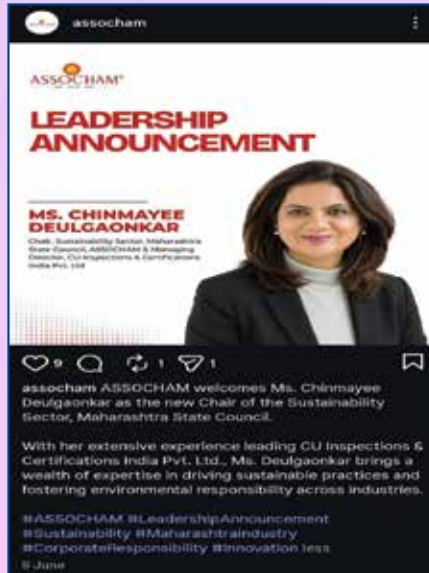 assocham
ASSOCHAM
LEADERSHIP
ANNOUNCEMENT
MS. CHINMAYEE
DEULGAONKAR
Chair, Sustainability Sector, Maharashtra
State Council, ASSOCHAM & Managing
Director, CU Inspections & Certifications
India Pvt. Ltd
9 1 1
assocham ASSOCHAM welcomes Ms. Chinmayee
Deulgaonkar as the new Chair of the Sustainability
Sector, Maharashtra State Council.
With her extensive experience leading CU Inspections &
Certifications India Pvt. Ltd., Ms. Deulgaonkar brings a
wealth of expertise in driving sustainable practices and
fostering environmental responsibility across industries.
#ASSOCHAM #LeadershipAnnouncement
#Sustainability #MaharashtraIndustry
#CorporateResponsibility #Innovation less
June